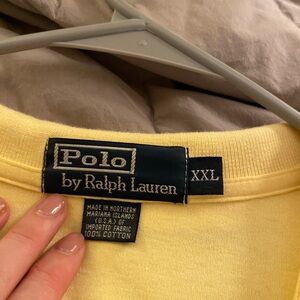 Polo
by Ralph Lauren
XXL
MADE IN NORTHERN
MARIANA ISLANDS
(U.S.A.) OF
IMPORTED FABRIC
100% COTTON